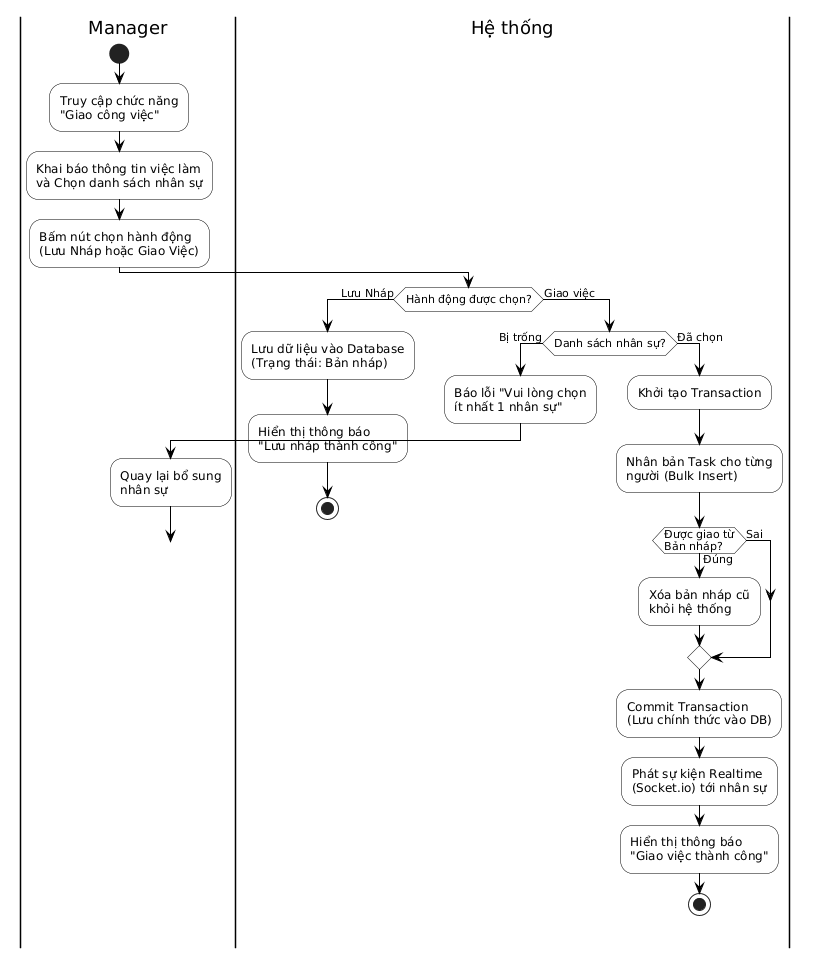 Manager
Hệ thống
Truy cập chức năng
"Giao công việc"
Khai báo thông tin việc làm
và Chọn danh sách nhân sự
Bấm nút chọn hành động
(Lưu Nháp hoặc Giao Việc)
Lưu Nháp
Hành động được chọn?
Giao việc
Lưu dữ liệu vào Database
(Trạng thái: Bản nháp)
Bị trống
Danh sách nhân sự?
Đã chọn
Báo lỗi "Vui lòng chọn
ít nhất 1 nhân sự"
Khởi tạo Transaction
Hiển thị thông báo
"Lưu nháp thành công"
Quay lại bổ sung
nhân sự
Nhân bản Task cho từng
người (Bulk Insert)
Được giao từ
Bản nháp?
Sai
Đúng
Xóa bản nháp cũ
khỏi hệ thống
Commit Transaction
(Lưu chính thức vào DB)
Phát sự kiện Realtime
(Socket.io) tới nhân sự
Hiển thị thông báo
"Giao việc thành công"